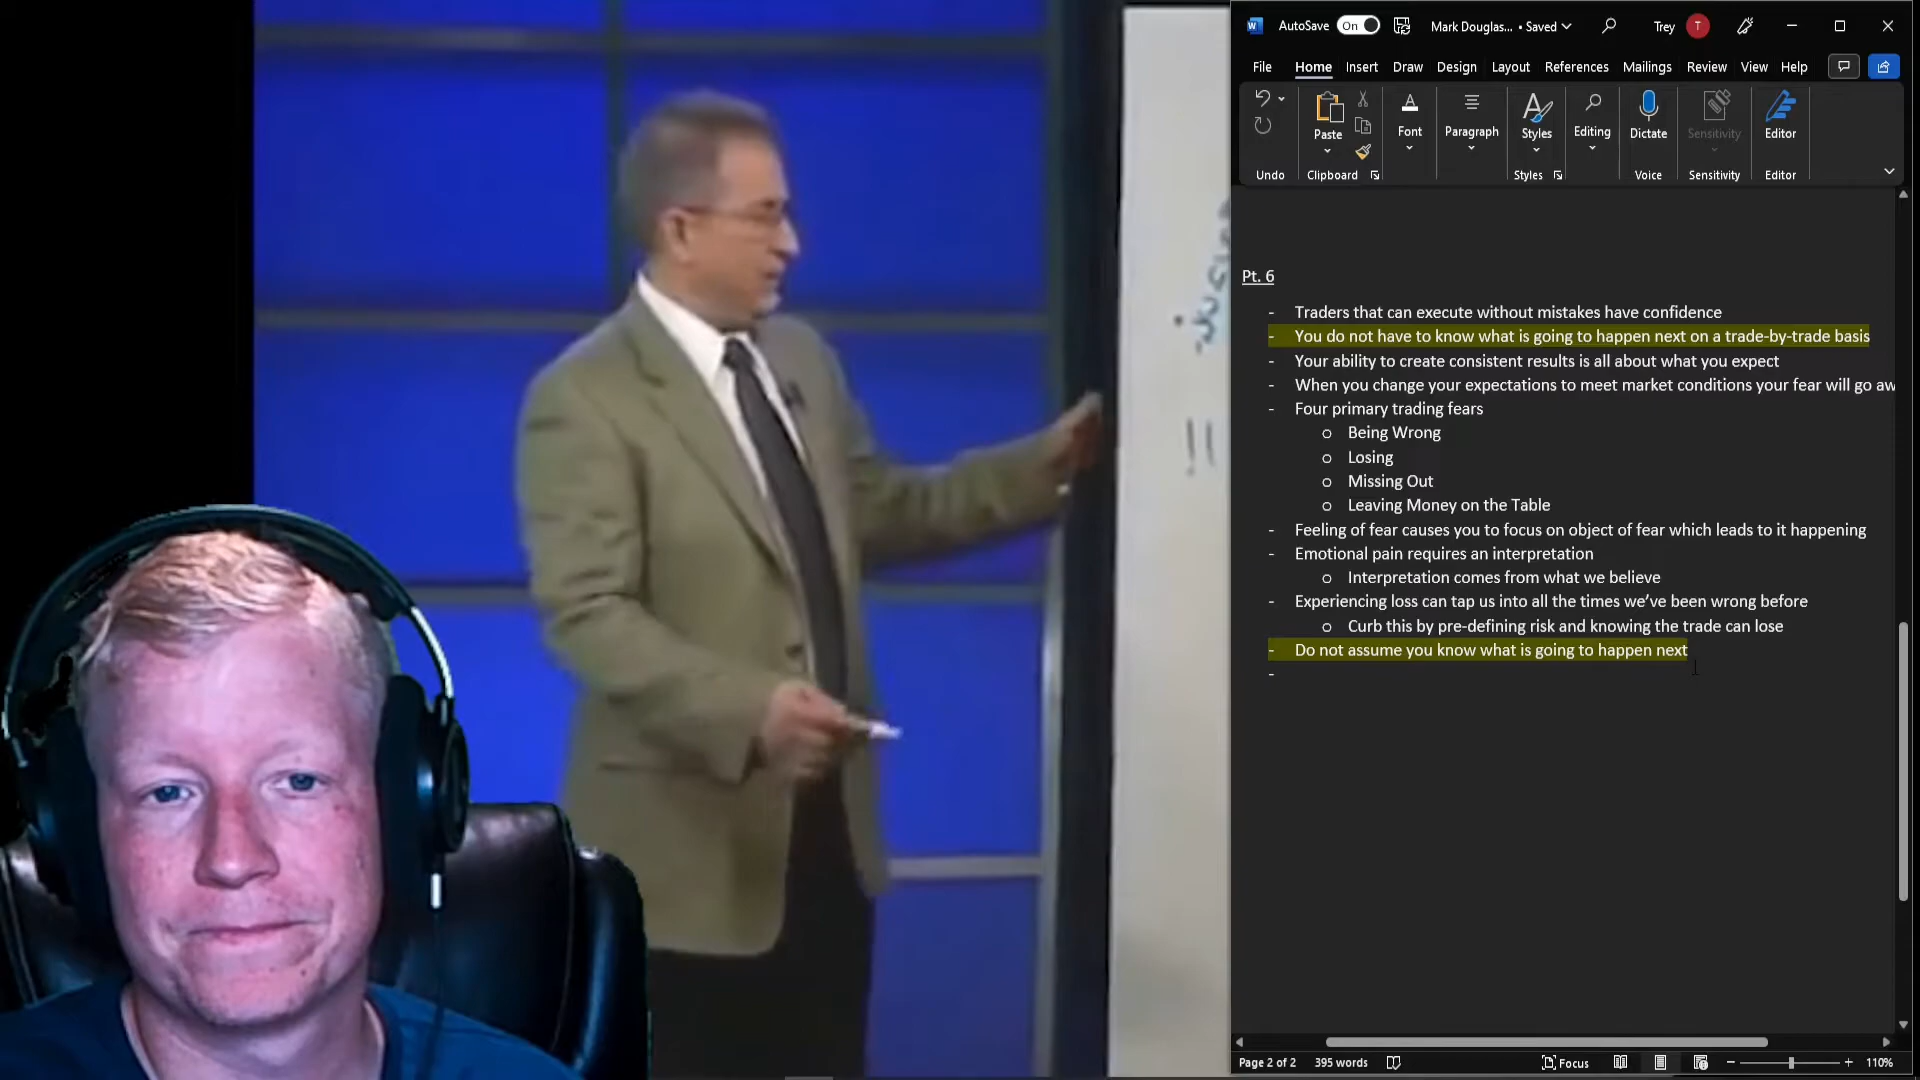 AutoSave On Mark Douglas... • Saved Trey T
File Home Insert Draw Design Layout References Mailings Review View Help
Paste Font Paragraph Styles Editing Dictate Sensitivity Editor
Undo Clipboard Styles Voice Sensitivity Editor
Pt. 6
- Traders that can execute without mistakes have confidence
- You do not have to know what is going to happen next on a trade-by-trade basis
- Your ability to create consistent results is all about what you expect
- When you change your expectations to meet market conditions your fear will go aw
- Four primary trading fears
o Being Wrong
o Losing
o Missing Out
o Leaving Money on the Table
- Feeling of fear causes you to focus on object of fear which leads to it happening
- Emotional pain requires an interpretation
o Interpretation comes from what we believe
- Experiencing loss can tap us into all the times we’ve been wrong before
o Curb this by pre-defining risk and knowing the trade can lose
- Do not assume you know what is going to happen next
-
Page 2 of 2 395 words Focus 110%